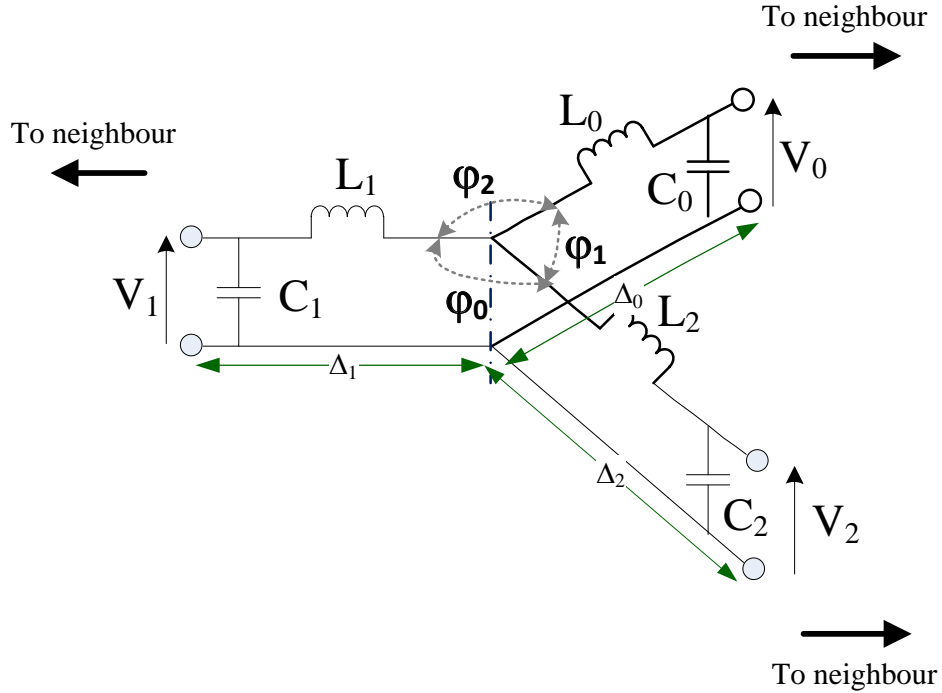 To neighbour
To neighbour
L₀
V₀
C₀
L₁
φ₂
φ₁
V₁
C₁
φ₀
Δ₀
L₂
Δ₁
Δ₂
C₂
V₂
To neighbour